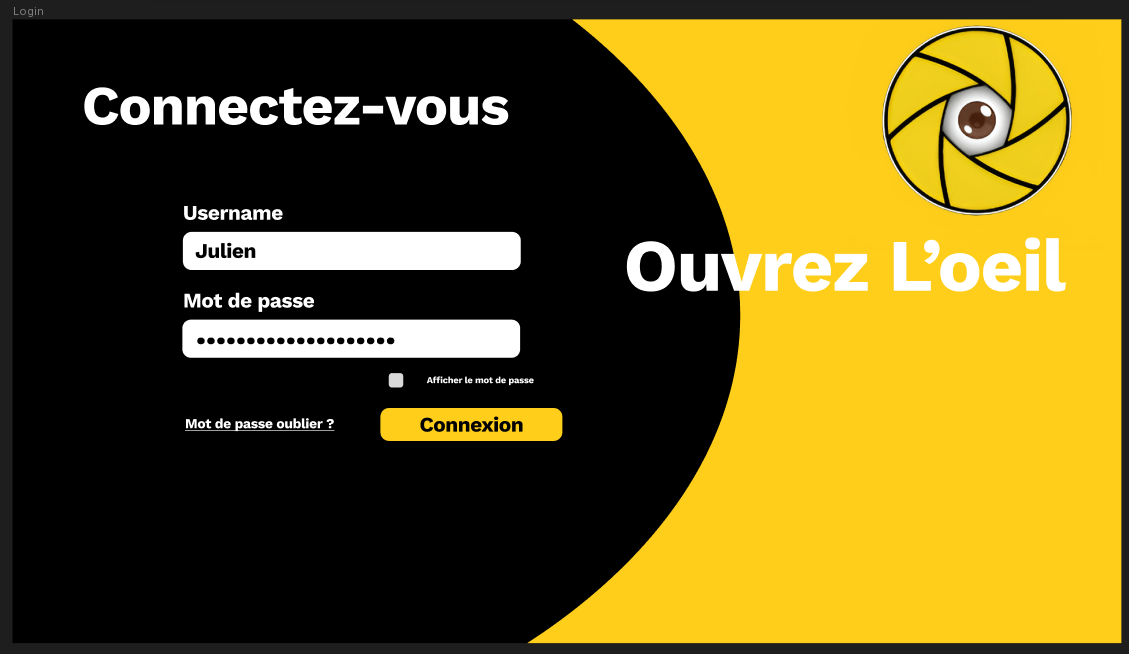 Login
Connectez-vous
Username
Julien
Mot de passe
••••••••••••••••••••
Afficher le mot de passe
Mot de passe oublier ?
Connexion
Ouvrez L’oeil